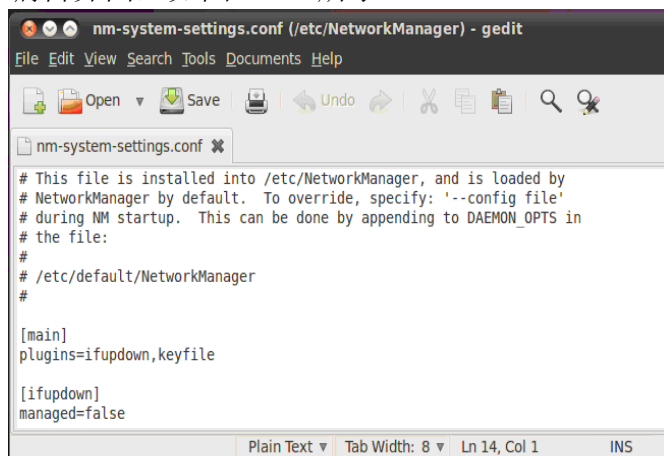 nm-system-settings.conf (/etc/NetworkManager) - gedit
File Edit View Search Tools Documents Help
Open Save Undo
nm-system-settings.conf
# This file is installed into /etc/NetworkManager, and is loaded by
# NetworkManager by default.  To override, specify: '--config file'
# during NM startup.  This can be done by appending to DAEMON_OPTS in
# the file:
#
# /etc/default/NetworkManager
#
[main]
plugins=ifupdown,keyfile
[ifupdown]
managed=false
Plain Text Tab Width: 8 Ln 14, Col 1 INS